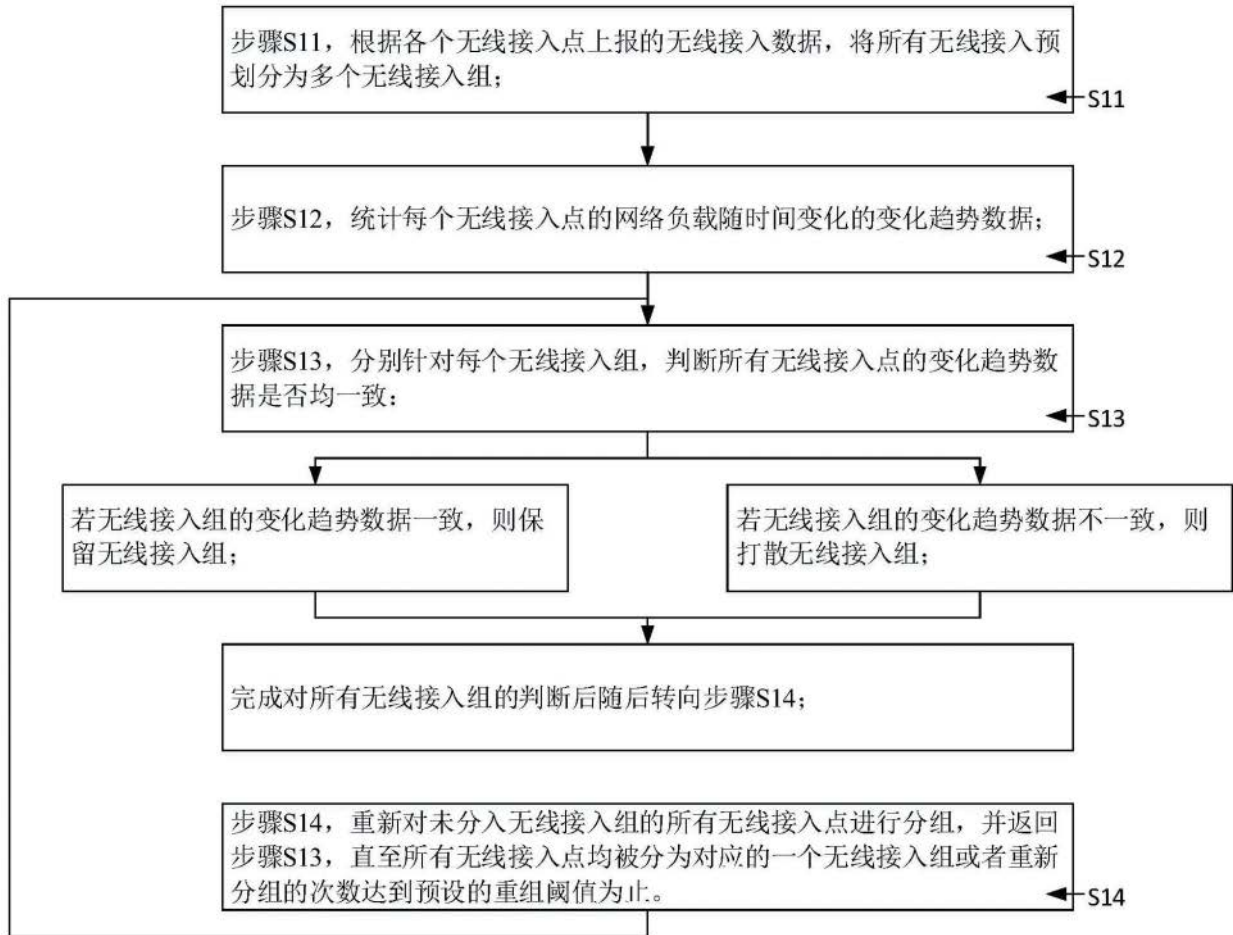 步骤S11，根据各个无线接入点上报的无线接入数据，将所有无线接入预
划分为多个无线接入组；
S11
步骤S12，统计每个无线接入点的网络负载随时间变化的变化趋势数据；
S12
步骤S13，分别针对每个无线接入组，判断所有无线接入点的变化趋势数
据是否均一致：
S13
若无线接入组的变化趋势数据一致，则保
留无线接入组；
若无线接入组的变化趋势数据不一致，则
打散无线接入组；
完成对所有无线接入组的判断后随后转向步骤S14；
步骤S14，重新对未分入无线接入组的所有无线接入点进行分组，并返回
步骤S13，直至所有无线接入点均被分为对应的一个无线接入组或者重新
分组的次数达到预设的重组阈值为止。
S14